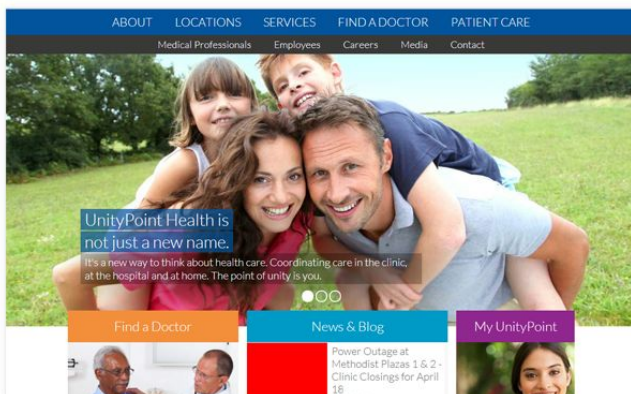 ABOUT LOCATIONS SERVICES FIND A DOCTOR PATIENT CARE
Medical Professionals Employees Careers Media Contact
UnityPoint Health is
not just a new name.
It's a new way to think about health care. Coordinating care in the clinic,
at the hospital and at home. The point of unity is you.
Find a Doctor
News & Blog
My UnityPoint
Power Outage at
Methodist Plazas 1 & 2 -
Clinic Closings for April
18